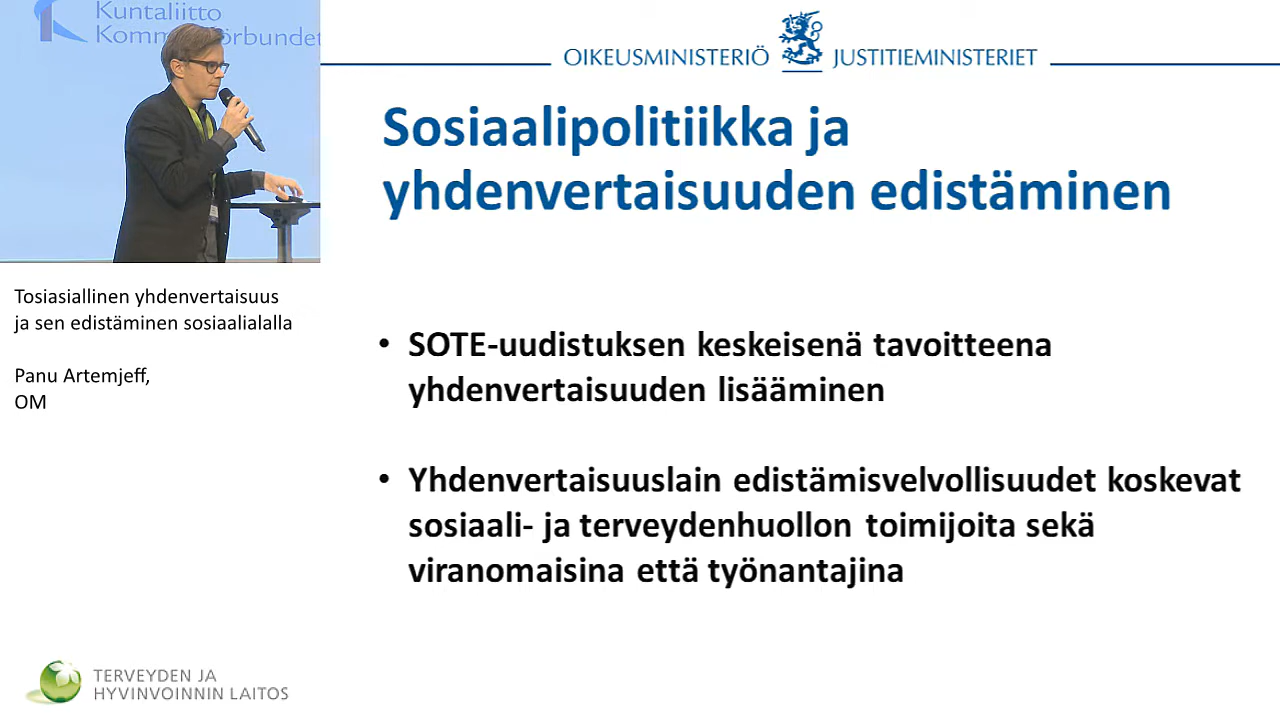 Kuntaliitto
OIKEUSMINISTERIÖ JUSTITIEMINISTERIET
Sosiaalipolitiikka ja
yhdenvertaisuuden edistäminen
Tosiasiallinen yhdenvertaisuus
ja sen edistäminen sosiaalialalla
Panu Artemjeff,
OM
• SOTE-uudistuksen keskeisenä tavoitteena
yhdenvertaisuuden lisääminen
• Yhdenvertaisuuslain edistämisvelvollisuudet koskevat
sosiaali- ja terveydenhuollon toimijoita sekä
viranomaisina että työnantajina
TERVEYDEN JA
HYVINVOINNIN LAITOS